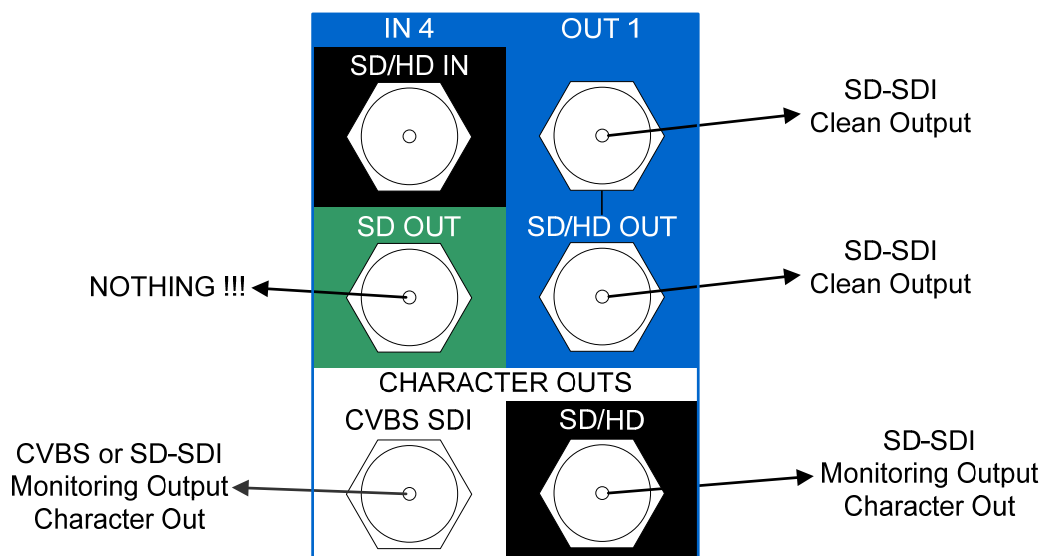 IN 4
OUT 1
SD/HD IN
SD-SDI
Clean Output
SD OUT
SD/HD OUT
NOTHING !!!
SD-SDI
Clean Output
CHARACTER OUTS
CVBS SDI
SD/HD
CVBS or SD-SDI
Monitoring Output
Character Out
SD-SDI
Monitoring Output
Character Out